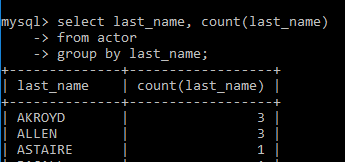 mysql> select last_name, count(last_name)
    -> from actor
    -> group by last_name;
+--------------+------------------+
| last_name    | count(last_name) |
+--------------+------------------+
| AKROYD       |                3 |
| ALLEN        |                3 |
| ASTAIRE      |                1 |